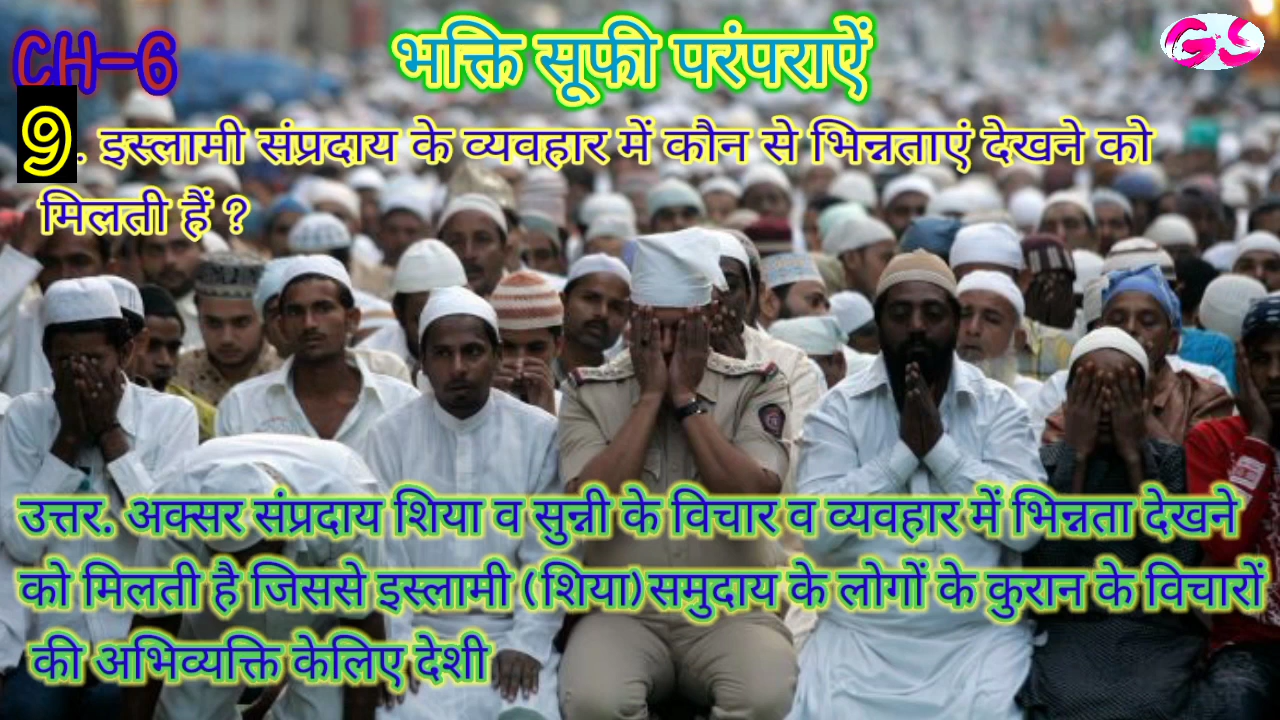 CH-6
भक्ति सूफी परंपराऐं
GS
9. इस्लामी संप्रदाय के व्यवहार में कौन से भिन्नताएं देखने को
मिलती हैं ?
उत्तर. अक्सर संप्रदाय शिया व सुन्नी के विचार व व्यवहार में भिन्नता देखने
को मिलती है जिससे इस्लामी (शिया)समुदाय के लोगों के कुरान के विचारों
की अभिव्यक्ति केलिए देशी